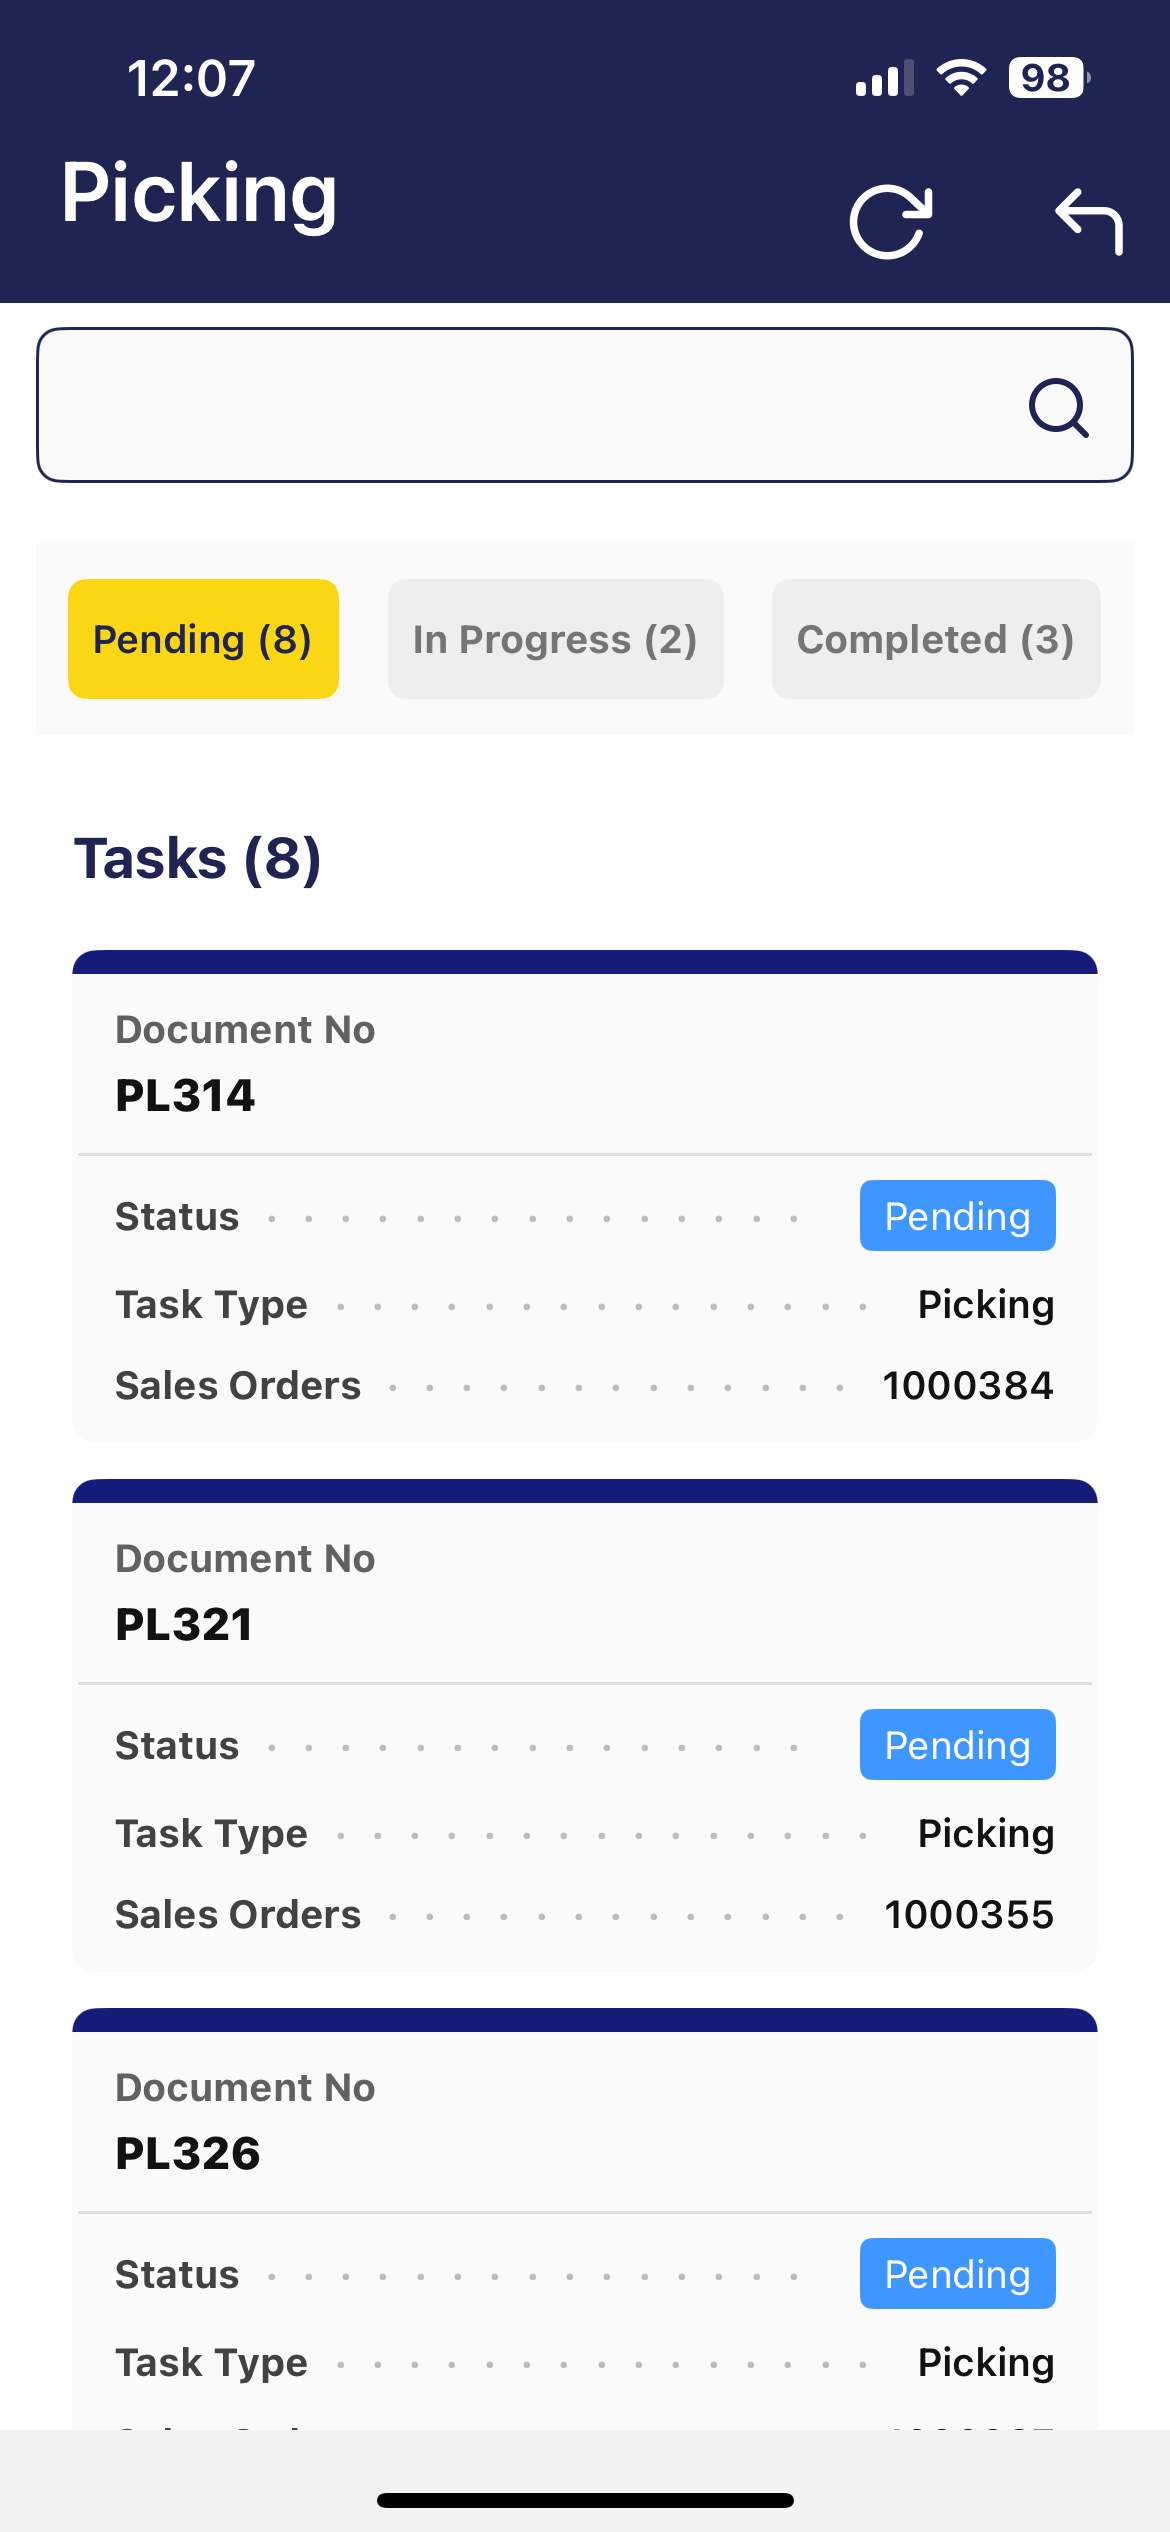 12:07
98
Picking
Pending (8)
In Progress (2)
Completed (3)
Tasks (8)
Document No
PL314
Status . . . . . . . . . . . . . . . Pending
Task Type . . . . . . . . . . . . . . . Picking
Sales Orders . . . . . . . . . . . . . 1000384
Document No
PL321
Status . . . . . . . . . . . . . . . Pending
Task Type . . . . . . . . . . . . . . . Picking
Sales Orders . . . . . . . . . . . . . 1000355
Document No
PL326
Status . . . . . . . . . . . . . . . Pending
Task Type . . . . . . . . . . . . . . . Picking